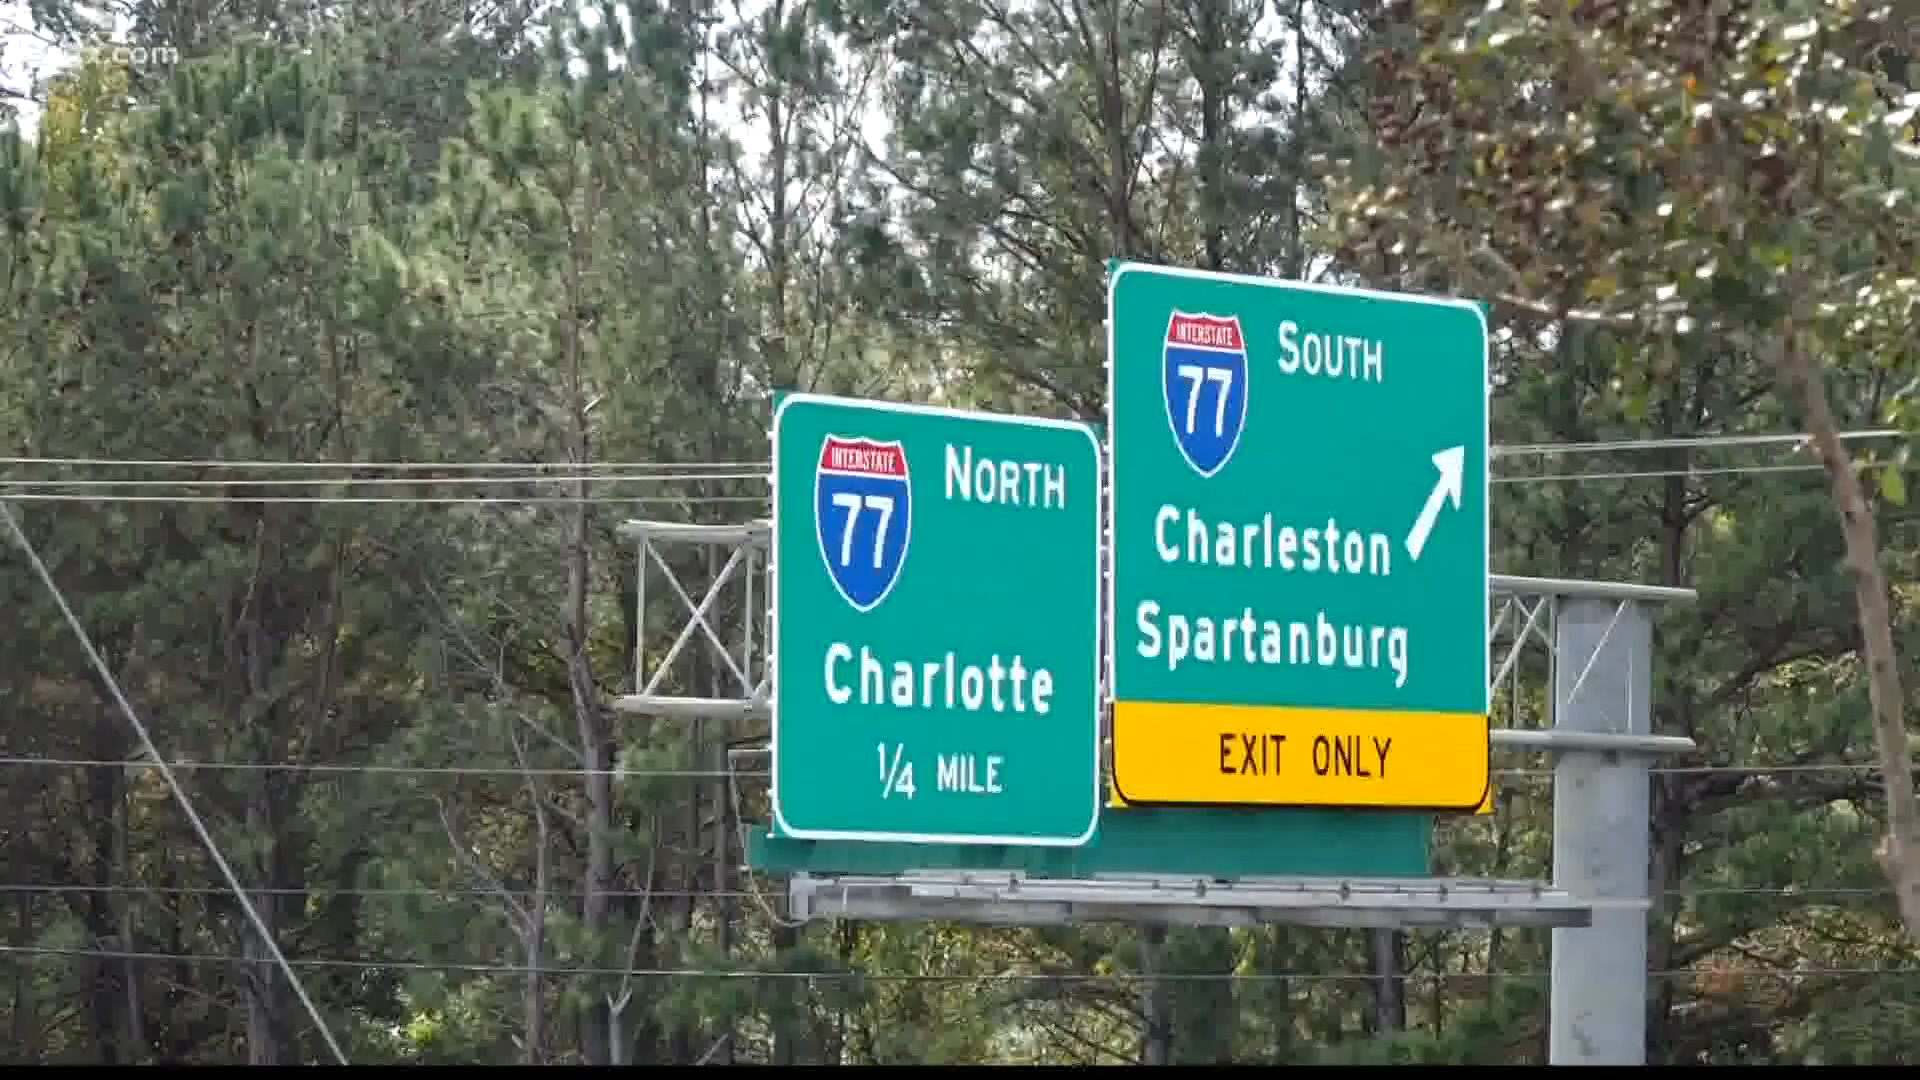 INTERSTATE
77
NORTH
Charlotte
1/4 MILE
INTERSTATE
77
SOUTH
Charleston
Spartanburg
EXIT ONLY